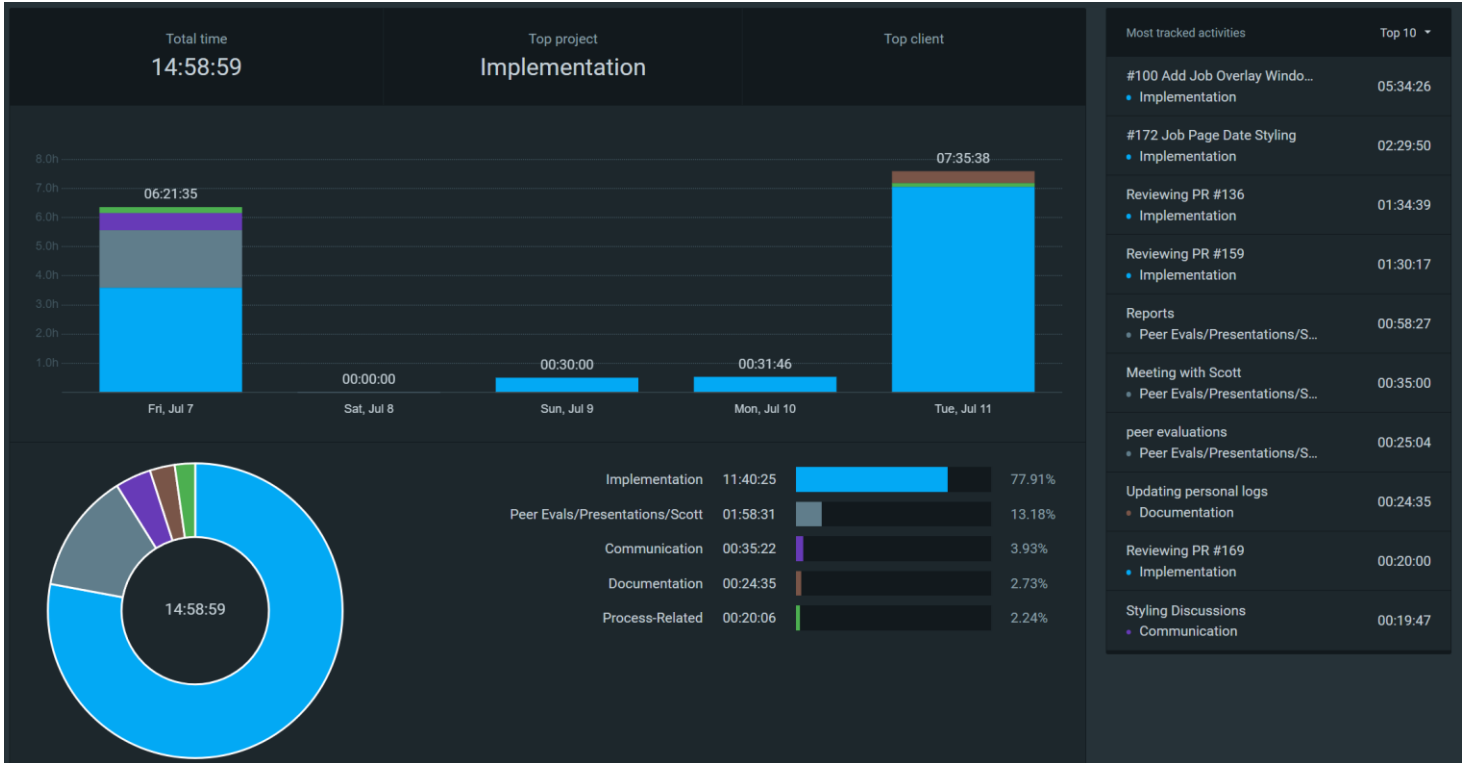 Total time
14:58:59
Top project
Implementation
Top client
8.0h
7.0h
6.0h
5.0h
4.0h
3.0h
2.0h
1.0h
06:21:35
00:00:00
00:30:00
00:31:46
07:35:38
Fri, Jul 7
Sat, Jul 8
Sun, Jul 9
Mon, Jul 10
Tue, Jul 11
14:58:59
Implementation 11:40:25 77.91%
Peer Evals/Presentations/Scott 01:58:31 13.18%
Communication 00:35:22 3.93%
Documentation 00:24:35 2.73%
Process-Related 00:20:06 2.24%
Most tracked activities Top 10
#100 Add Job Overlay Windo... 05:34:26
Implementation
#172 Job Page Date Styling 02:29:50
Implementation
Reviewing PR #136 01:34:39
Implementation
Reviewing PR #159 01:30:17
Implementation
Reports 00:58:27
Peer Evals/Presentations/S...
Meeting with Scott 00:35:00
Peer Evals/Presentations/S...
peer evaluations 00:25:04
Peer Evals/Presentations/S...
Updating personal logs 00:24:35
Documentation
Reviewing PR #169 00:20:00
Implementation
Styling Discussions 00:19:47
Communication